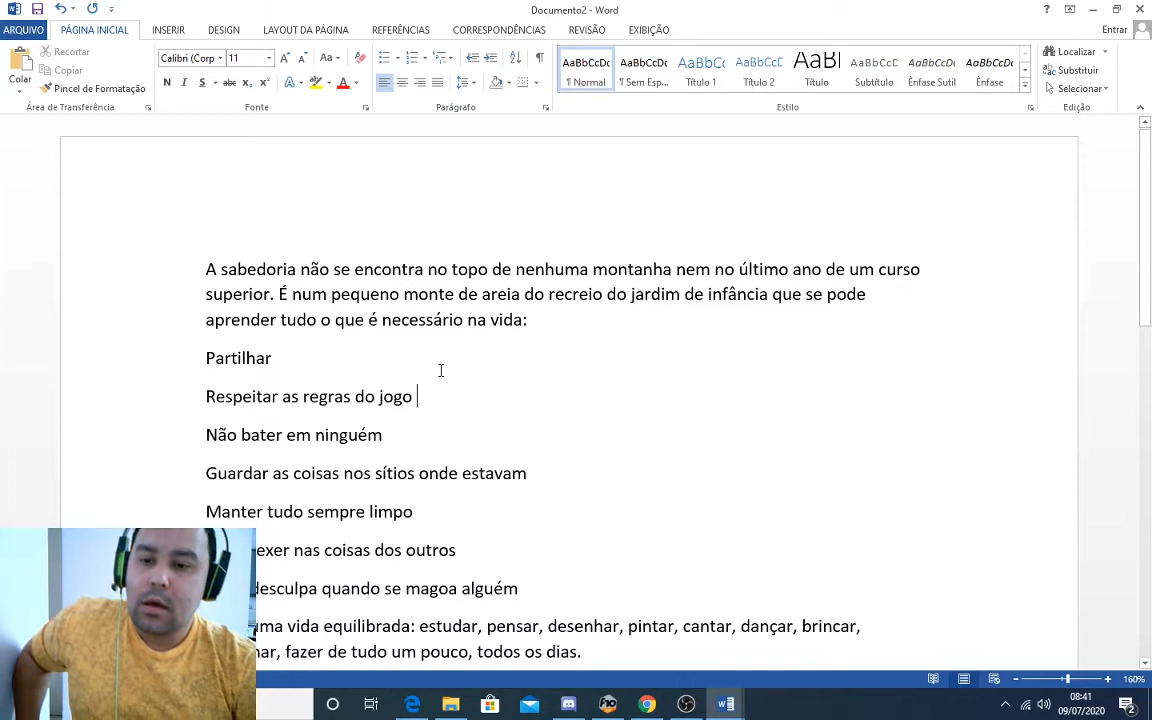 Documento2 - Word
Entrar
ARQUIVO PÁGINA INICIAL INSERIR DESIGN LAYOUT DA PÁGINA REFERÊNCIAS CORRESPONDÊNCIAS REVISÃO EXIBIÇÃO
Colar
Recortar
Copiar
Pincel de Formatação
Área de Transferência
Calibri (Corp 11
Fonte
Parágrafo
AaBbCcDc AaBbCcDc AaBbCc AaBbCcC AaBl AaBbCcD AaBbCcDc AaBbCcDc
¶ Normal ¶ Sem Esp... Título 1 Título 2 Título Subtítulo Ênfase Sutil Ênfase
Estilo
Localizar
Substituir
Selecionar
Edição
A sabedoria não se encontra no topo de nenhuma montanha nem no último ano de um curso
superior. É num pequeno monte de areia do recreio do jardim de infância que se pode
aprender tudo o que é necessário na vida:
Partilhar
Respeitar as regras do jogo
Não bater em ninguém
Guardar as coisas nos sítios onde estavam
Manter tudo sempre limpo
exer nas coisas dos outros
desculpa quando se magoa alguém
ma vida equilibrada: estudar, pensar, desenhar, pintar, cantar, dançar, brincar,
har, fazer de tudo um pouco, todos os dias.
160%
08:41
09/07/2020